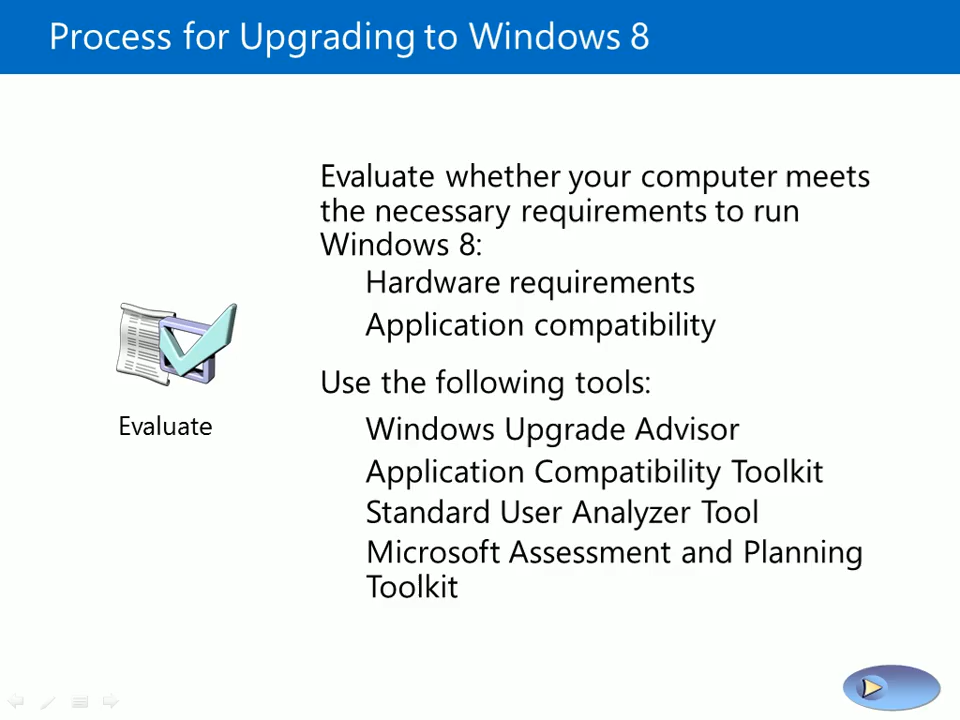 Process for Upgrading to Windows 8
Evaluate whether your computer meets
the necessary requirements to run
Windows 8:
Hardware requirements
Application compatibility
Use the following tools:
Windows Upgrade Advisor
Application Compatibility Toolkit
Standard User Analyzer Tool
Microsoft Assessment and Planning
Toolkit
Evaluate